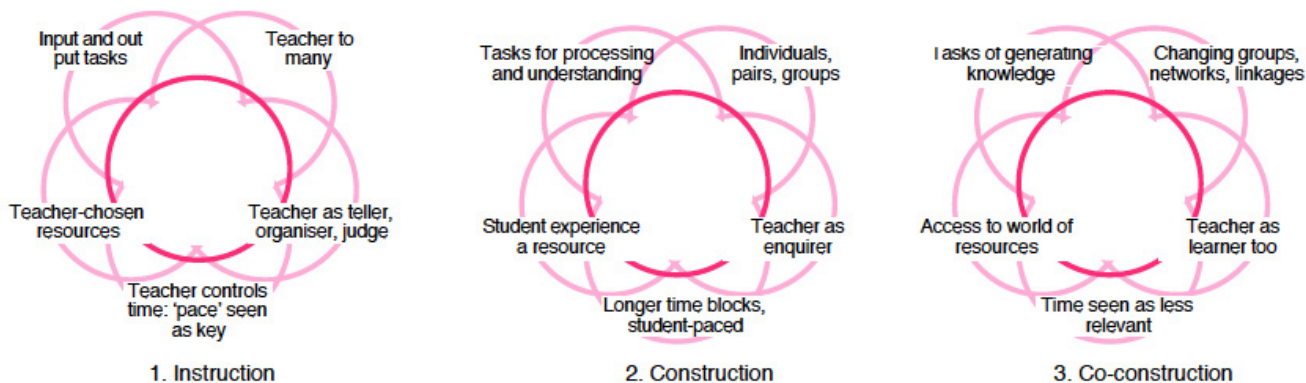 Input and out
put tasks
Teacher to
many
Teacher-chosen
resources
Teacher as teller,
organiser, judge
Teacher controls
time: ‘pace’ seen
as key
1. Instruction
Tasks for processing
and understanding
Individuals,
pairs, groups
Student experience
a resource
Teacher as
enquirer
Longer time blocks,
student-paced
2. Construction
Tasks of generating
knowledge
Changing groups,
networks, linkages
Access to world of
resources
Teacher as
learner too
Time seen as less
relevant
3. Co-construction